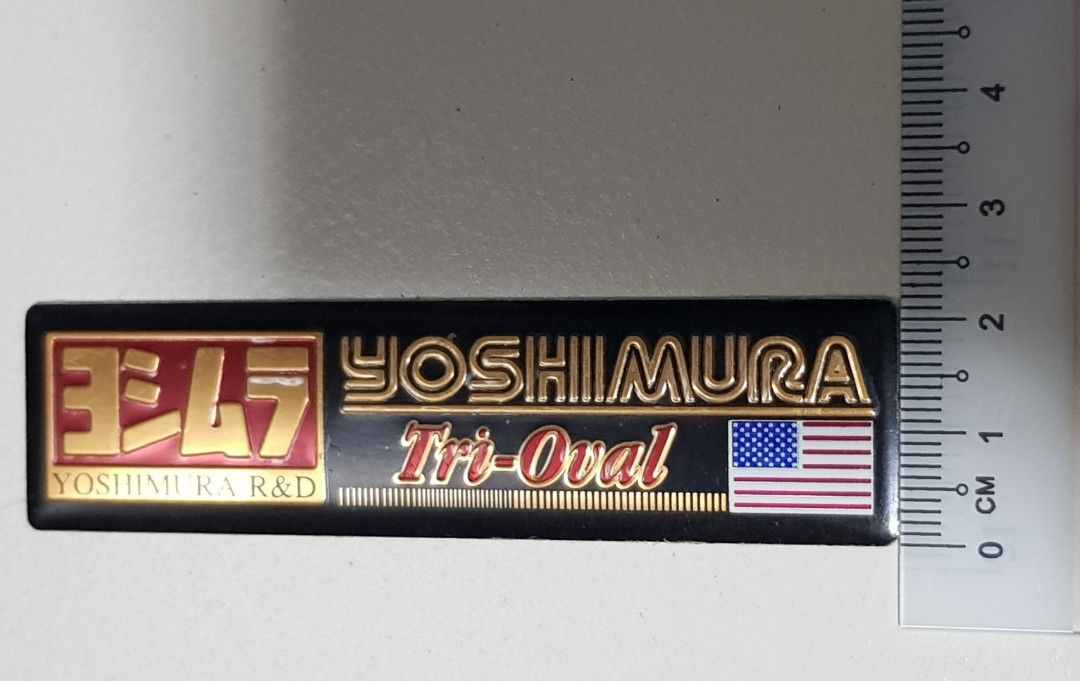 ヨシムラ
YOSHIMURA R&D
YOSHIMURA
Tri-Oval
4
3
2
1
CM
0